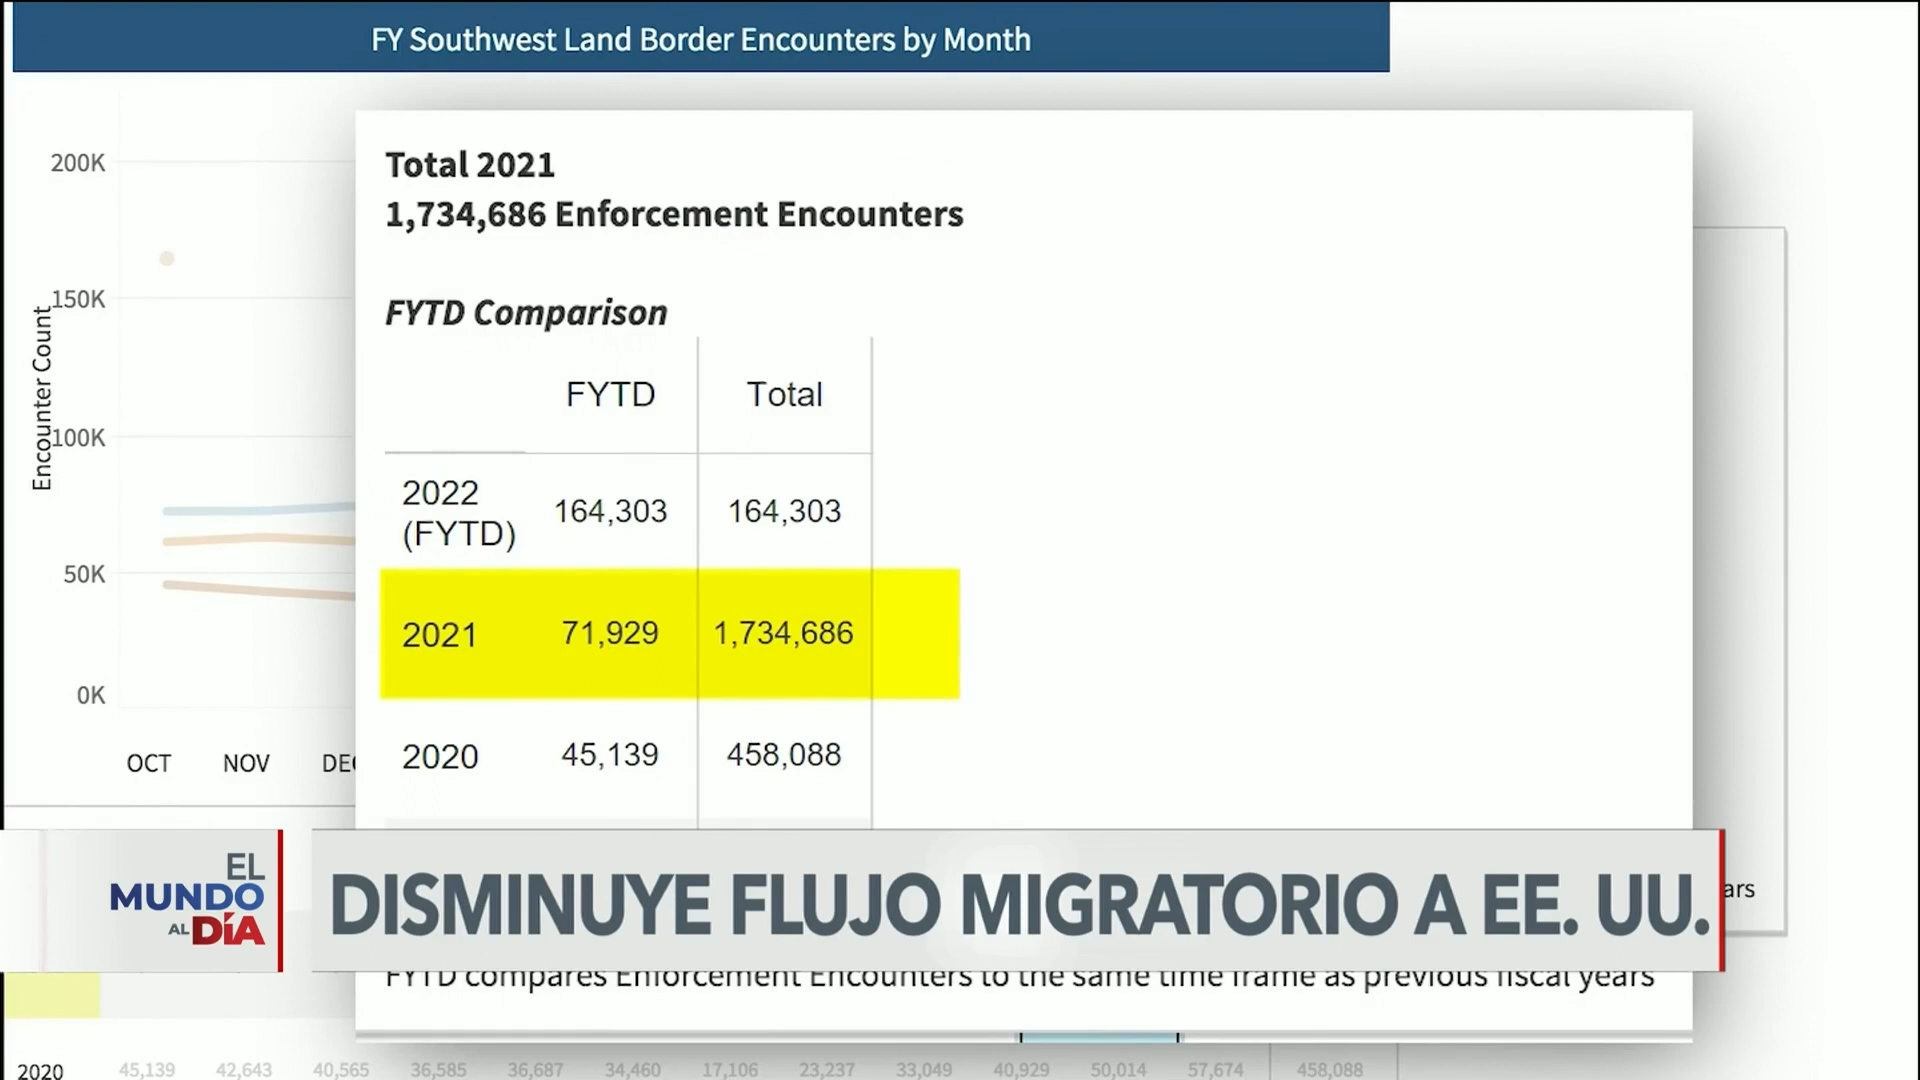 FY Southwest Land Border Encounters by Month
Total 2021
1,734,686 Enforcement Encounters
FYTD Comparison
FYTD Total
2022 (FYTD) 164,303 164,303
2021 71,929 1,734,686
2020 45,139 458,088
Encounter Count
200K
150K
100K
50K
0K
OCT NOV
EL
MUNDO
AL DÍA
DISMINUYE FLUJO MIGRATORIO A EE. UU.
FYTD compares Enforcement Encounters to the same time frame as previous fiscal years
2020 45,139 42,643 40,565 36,585 36,687 34,460 17,106 23,237 33,049 40,929 50,014 57,674 458,088